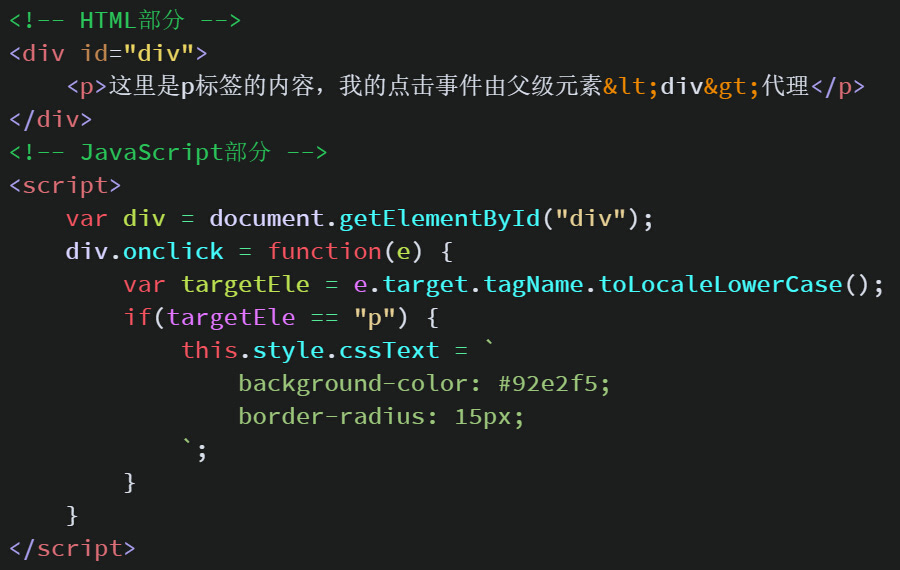 <!-- HTML部分 -->
<div id="div">
    <p>这里是p标签的内容，我的点击事件由父级元素&lt;div&gt;代理</p>
</div>
<!-- JavaScript部分 -->
<script>
    var div = document.getElementById("div");
    div.onclick = function(e) {
        var targetEle = e.target.tagName.toLocaleLowerCase();
        if(targetEle == "p") {
            this.style.cssText = `
                background-color: #92e2f5;
                border-radius: 15px;
            `;
        }
    }
</script>